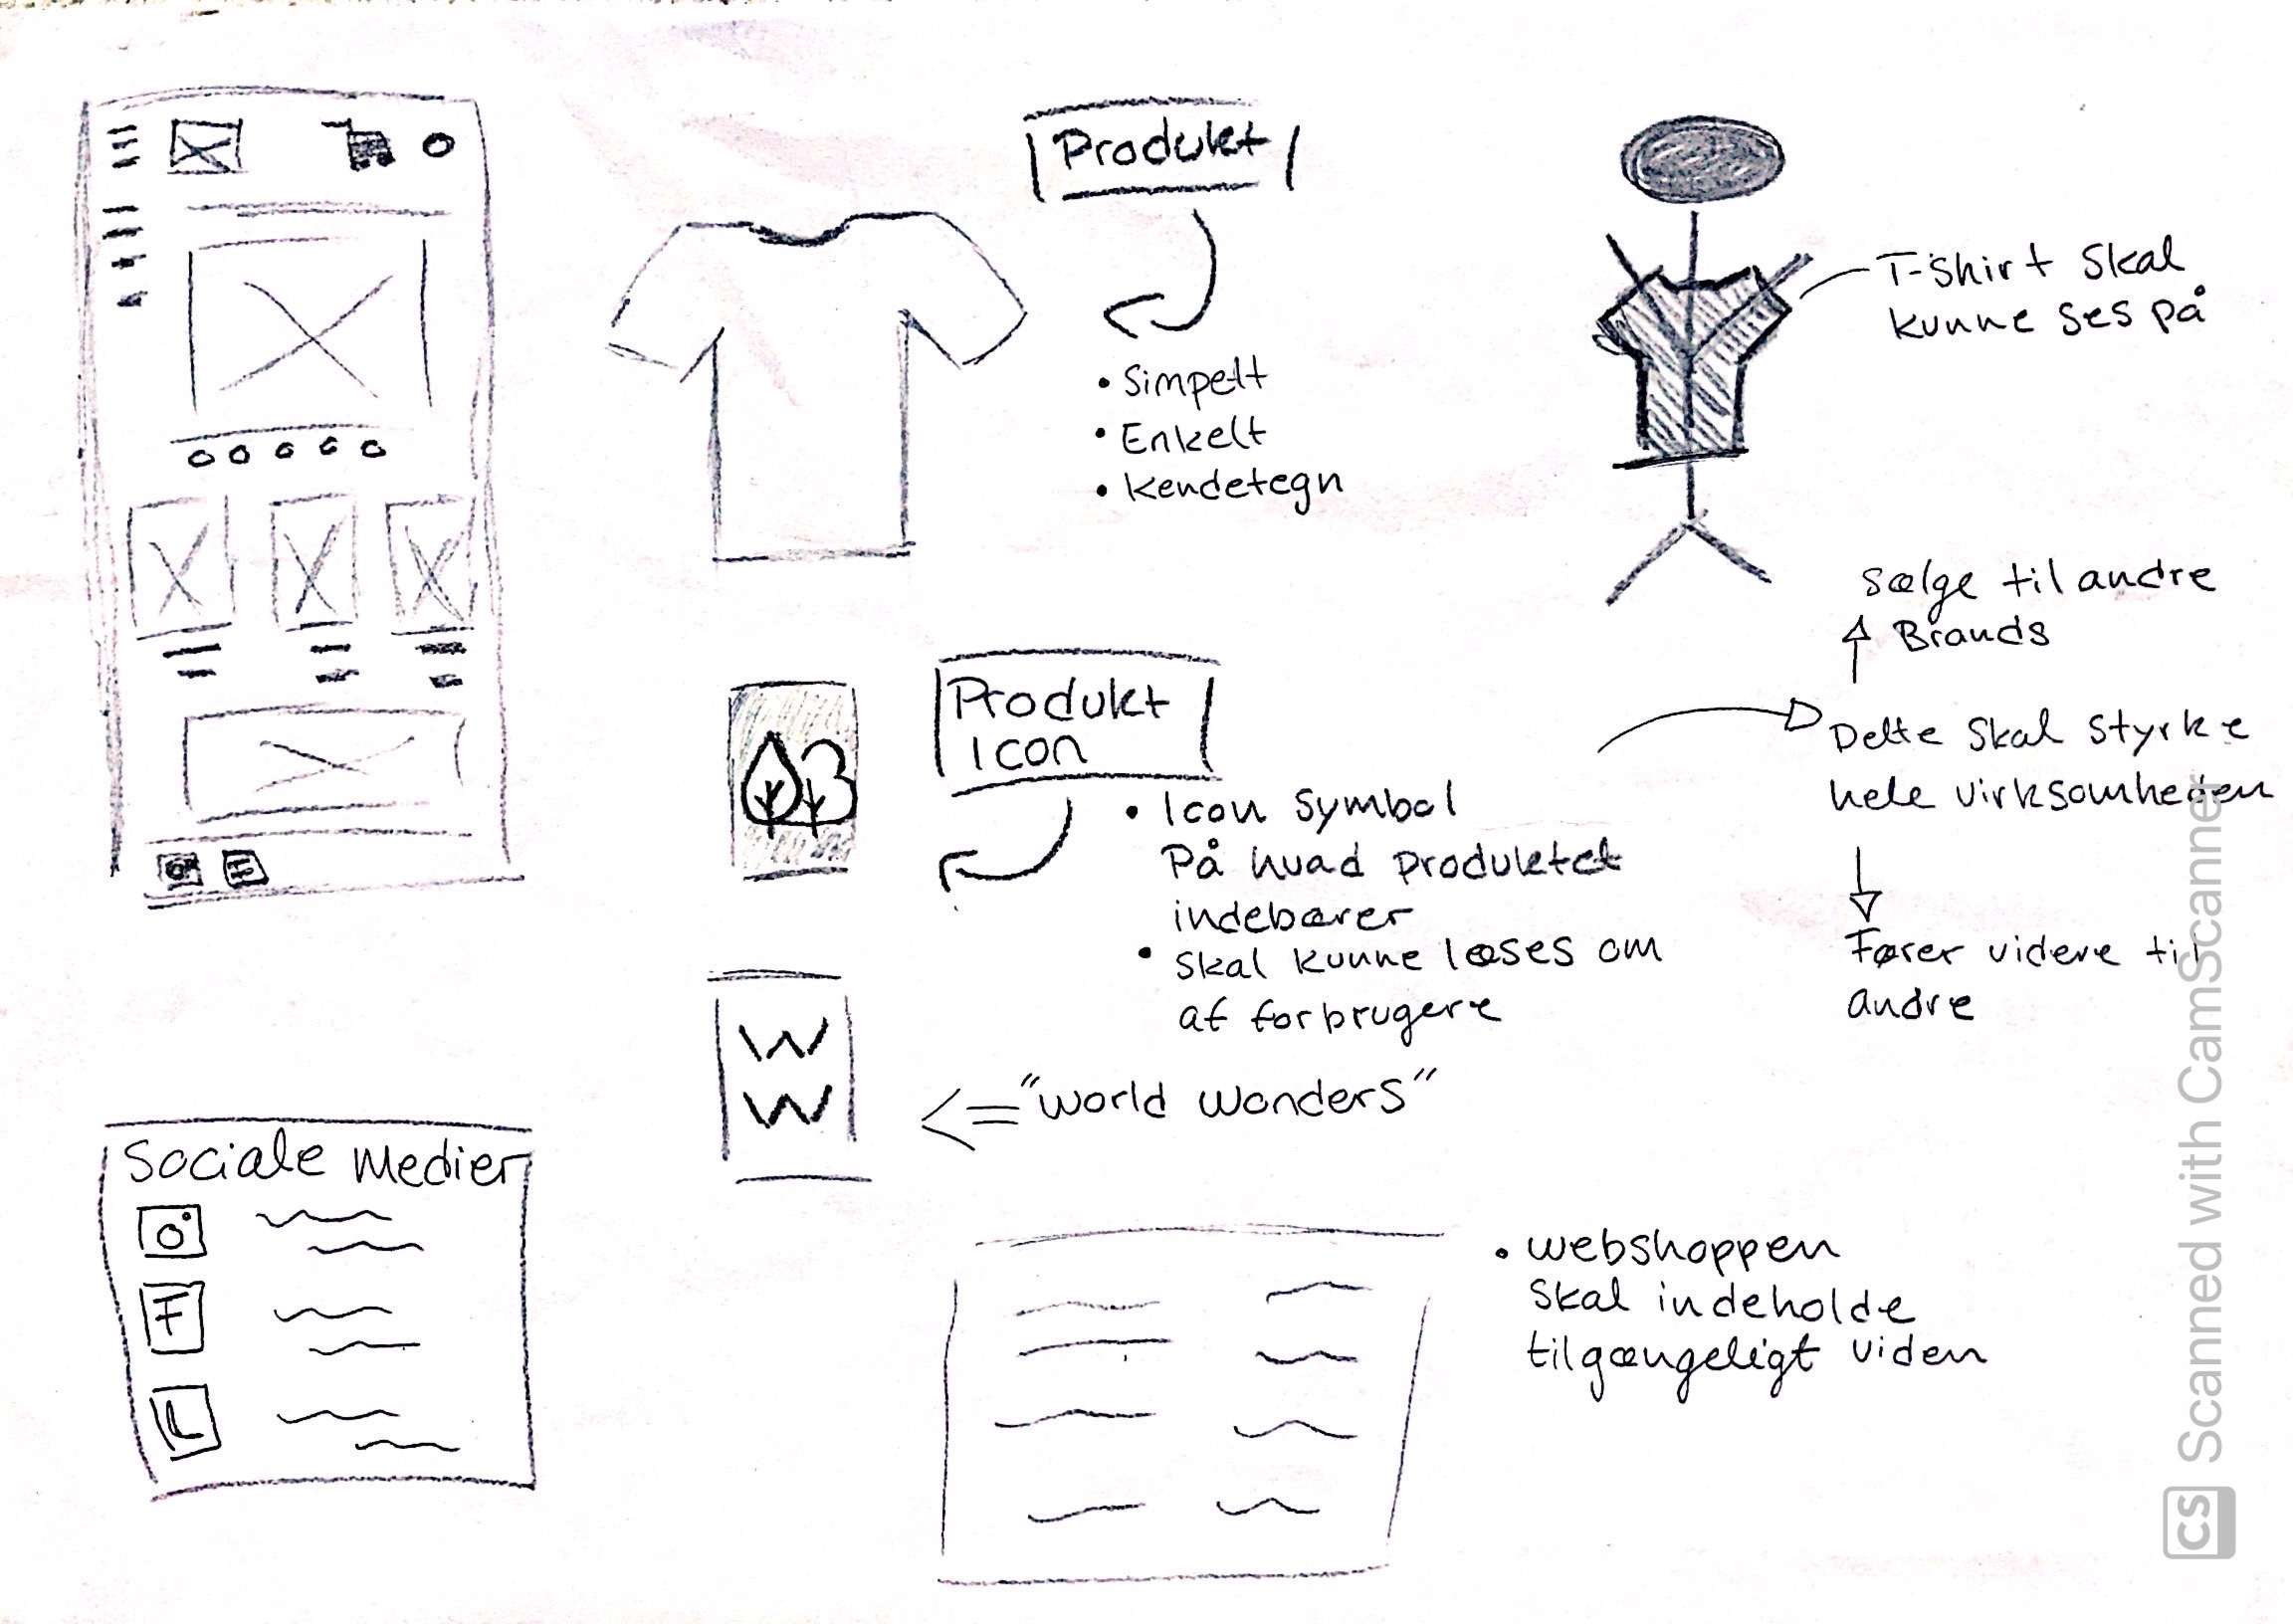 Produkt
• Simpelt
• Enkelt
• Kendetegn
T-shirt skal
kunne ses på
Sælge til andre
Brands
Dette skal styrke
hele virksomheden
Fører videre til
andre
Produkt
Icon
• Icon symbol
På hvad produktet
indebærer
• Skal kunne læses om
af forbrugere
W
W
<= "World Wonders"
Sociale Medier
F
L
• Webshoppen
skal indeholde
tilgængeligt viden
CS Scanned with CamScanner
F